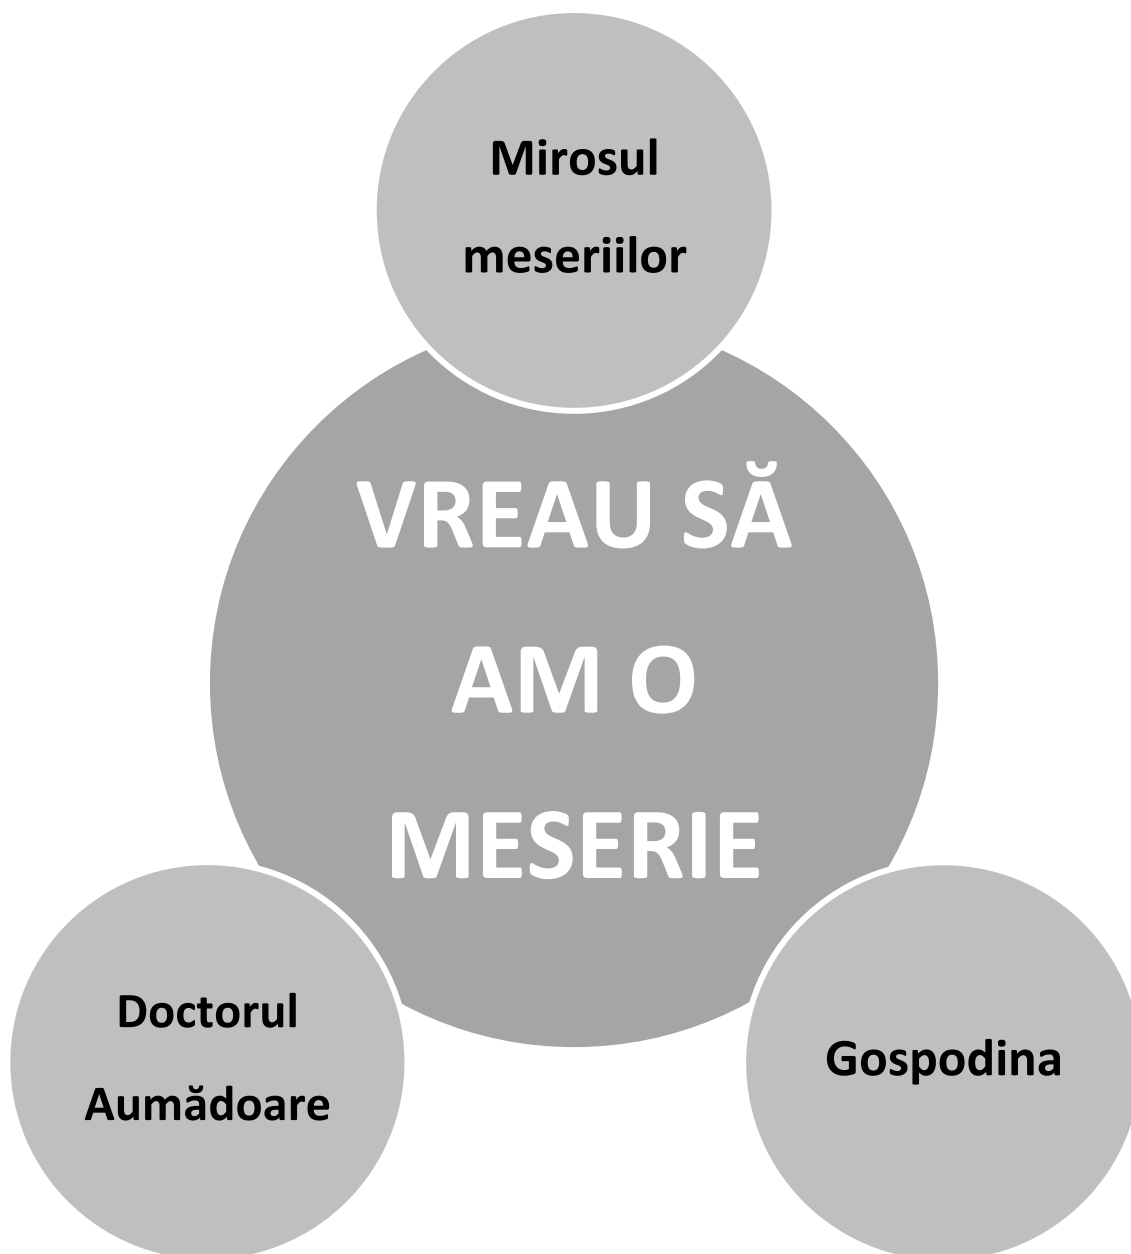 Mirosul
meseriilor
VREAU SĂ
AM O
MESERIE
Doctorul
Aumădoare
Gospodina